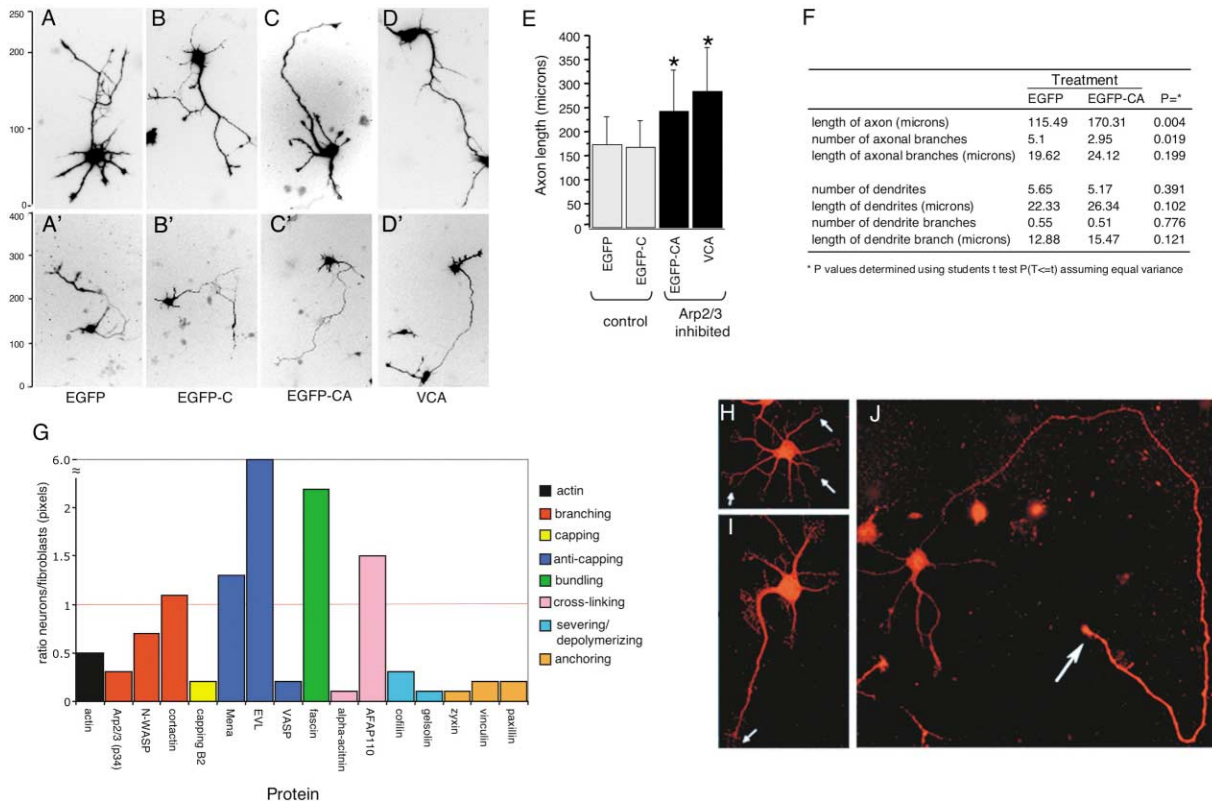 A
B
C
D
250
200
100
0
A'
B'
C'
D'
400
300
200
100
0
EGFP
EGFP-C
EGFP-CA
VCA
E
Axon length (microns)
400
350
300
250
200
150
100
50
0
*
*
EGFP
EGFP-C
EGFP-CA
VCA
control
Arp2/3
inhibited
F
Treatment
EGFP EGFP-CA P=*
length of axon (microns) 115.49 170.31 0.004
number of axonal branches 5.1 2.95 0.019
length of axonal branches (microns) 19.62 24.12 0.199
number of dendrites 5.65 5.17 0.391
length of dendrites (microns) 22.33 26.34 0.102
number of dendrite branches 0.55 0.51 0.776
length of dendrite branch (microns) 12.88 15.47 0.121
* P values determined using students t test P(T<=t) assuming equal variance
G
ratio neurons/fibroblasts (pixels)
6.0
≈
2
1.5
1
0.5
0
actin
Arp2/3 (p34)
N-WASP
cortactin
capping B2
Mena
EVL
VASP
fascin
alpha-acitnin
AFAP110
cofilin
gelsolin
zyxin
vinculin
paxillin
Protein
actin
branching
capping
anti-capping
bundling
cross-linking
severing/
depolymerizing
anchoring
H
I
J